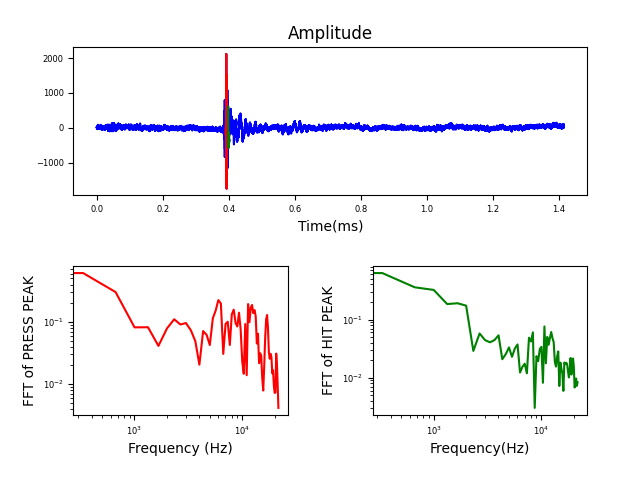 Amplitude
2000
1000
0
−1000
0.0 0.2 0.4 0.6 0.8 1.0 1.2 1.4
Time(ms)
FFT of PRESS PEAK
10⁻¹
10⁻²
10³ 10⁴
Frequency (Hz)
FFT of HIT PEAK
10⁻¹
10⁻²
10³ 10⁴
Frequency(Hz)